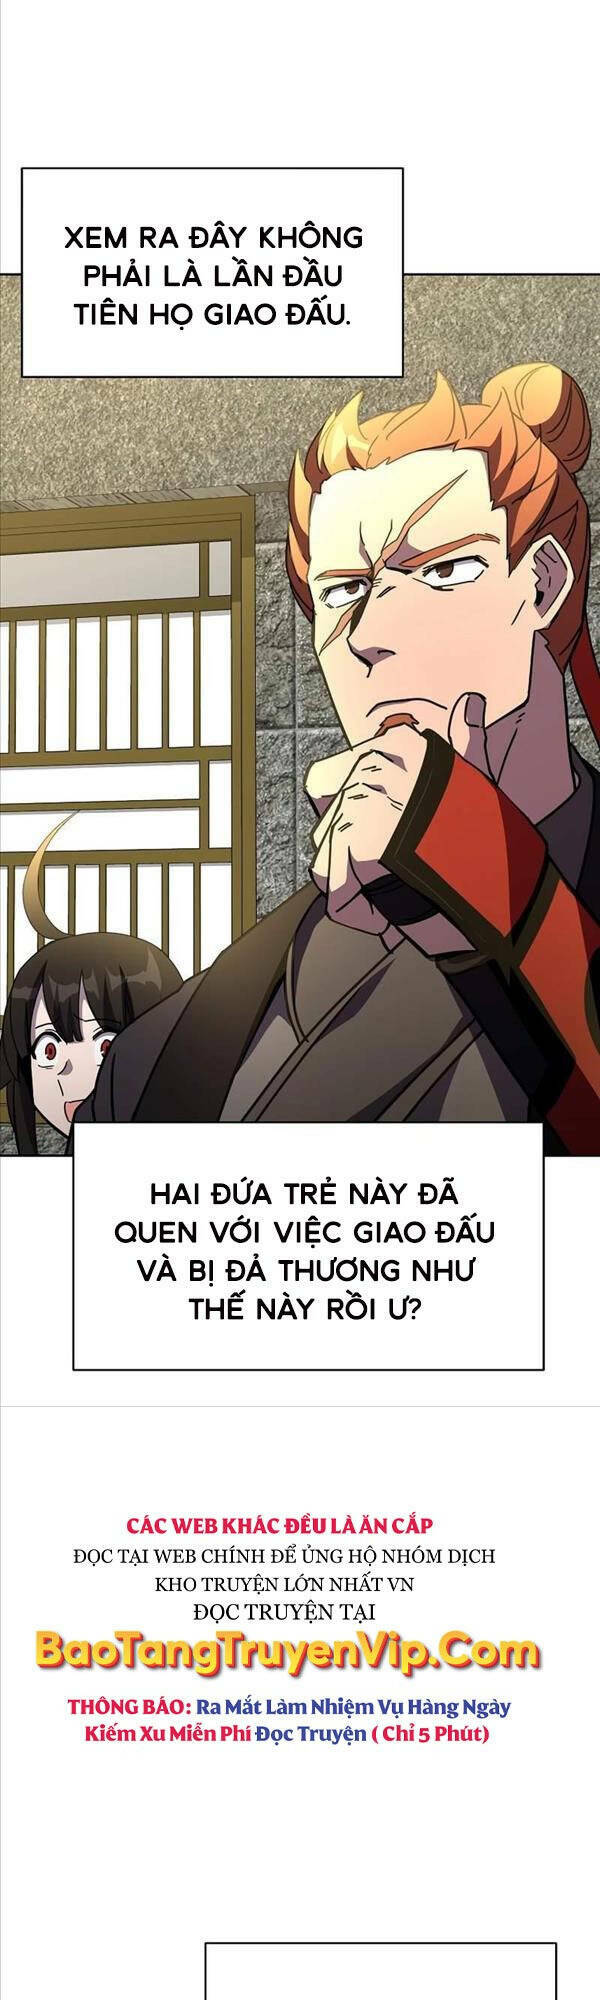 XEM RA ĐÂY KHÔNG
PHẢI LÀ LẦN ĐẦU
TIÊN HỌ GIAO ĐẤU.
HAI ĐỨA TRẺ NÀY ĐÃ
QUEN VỚI VIỆC GIAO ĐẤU
VÀ BỊ ĐẢ THƯƠNG NHƯ
THẾ NÀY RỒI Ư?
CÁC WEB KHÁC ĐỀU LÀ ĂN CẮP
ĐỌC TẠI WEB CHÍNH ĐỂ ỦNG HỘ NHÓM DỊCH
KHO TRUYỆN LỚN NHẤT VN
ĐỌC TRUYỆN TẠI
BaoTangTruyenVip.Com
THÔNG BÁO: Ra Mắt Làm Nhiệm Vụ Hàng Ngày
Kiếm Xu Miễn Phí Đọc Truyện ( Chỉ 5 Phút)